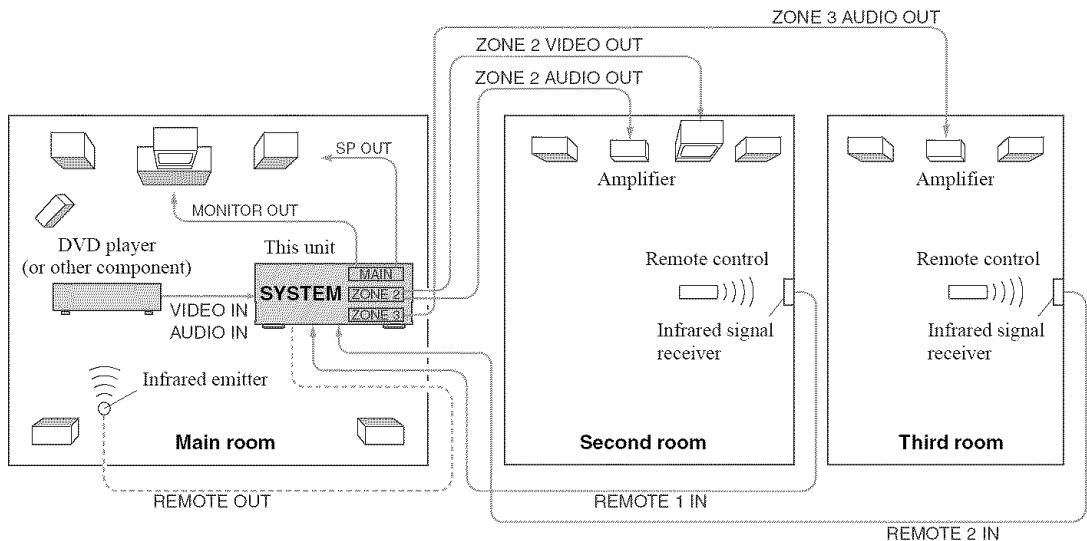 ZONE 3 AUDIO OUT
ZONE 2 VIDEO OUT
ZONE 2 AUDIO OUT
SP OUT
MONITOR OUT
DVD player
(or other component)
This unit
SYSTEM
MAIN
ZONE 2
ZONE 3
VIDEO IN
AUDIO IN
Infrared emitter
Main room
REMOTE OUT
Amplifier
Remote control
Infrared signal
receiver
Second room
REMOTE 1 IN
Amplifier
Remote control
Infrared signal
receiver
Third room
REMOTE 2 IN